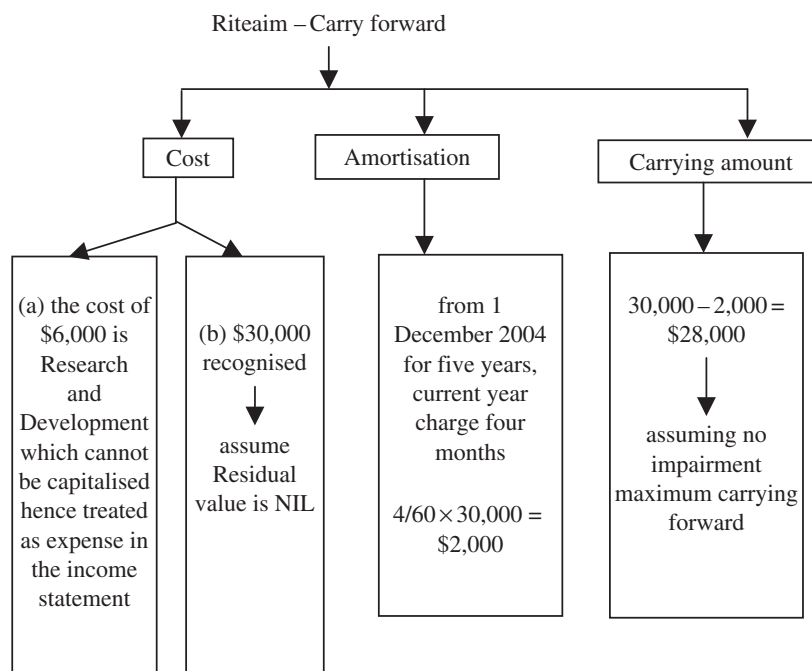 Riteaim – Carry forward
Cost
Amortisation
Carrying amount
(a) the cost of
$6,000 is
Research
and
Development
which cannot
be capitalised
hence treated
as expense in
the income
statement
(b) $30,000
recognised
assume
Residual
value is NIL
from 1
December 2004
for five years,
current year
charge four
months
4/60 × 30,000 =
$2,000
30,000 – 2,000 =
$28,000
assuming no
impairment
maximum carrying
forward